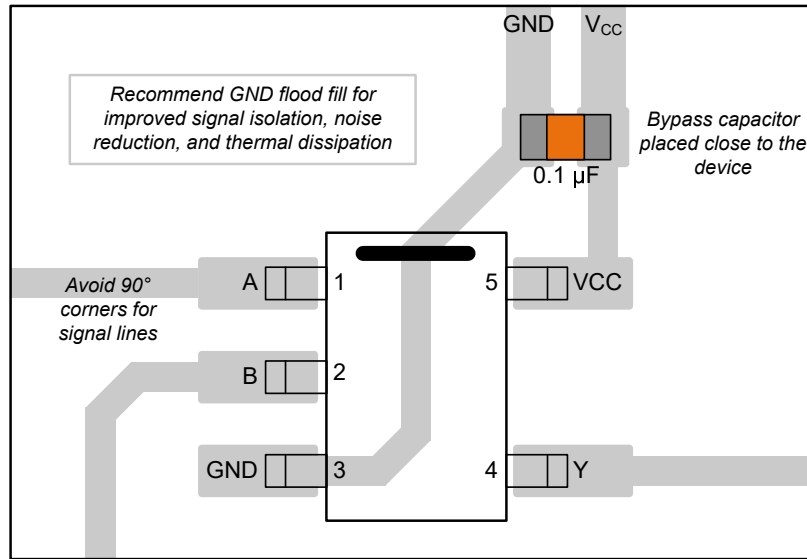 GND
V_CC
Recommend GND flood fill for
improved signal isolation, noise
reduction, and thermal dissipation
Bypass capacitor
placed close to the
device
0.1 µF
A
1
5
VCC
Avoid 90°
corners for
signal lines
B
2
GND
3
4
Y